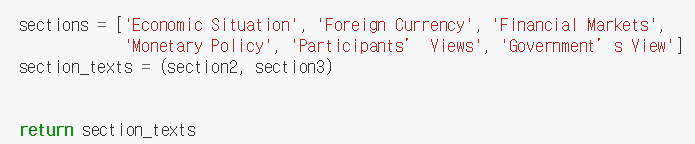 sections = ['Economic Situation', 'Foreign Currency', 'Financial Markets',
'Monetary Policy', 'Participants’ Views', 'Government’s View']
section_texts = (section2, section3)
return section_texts